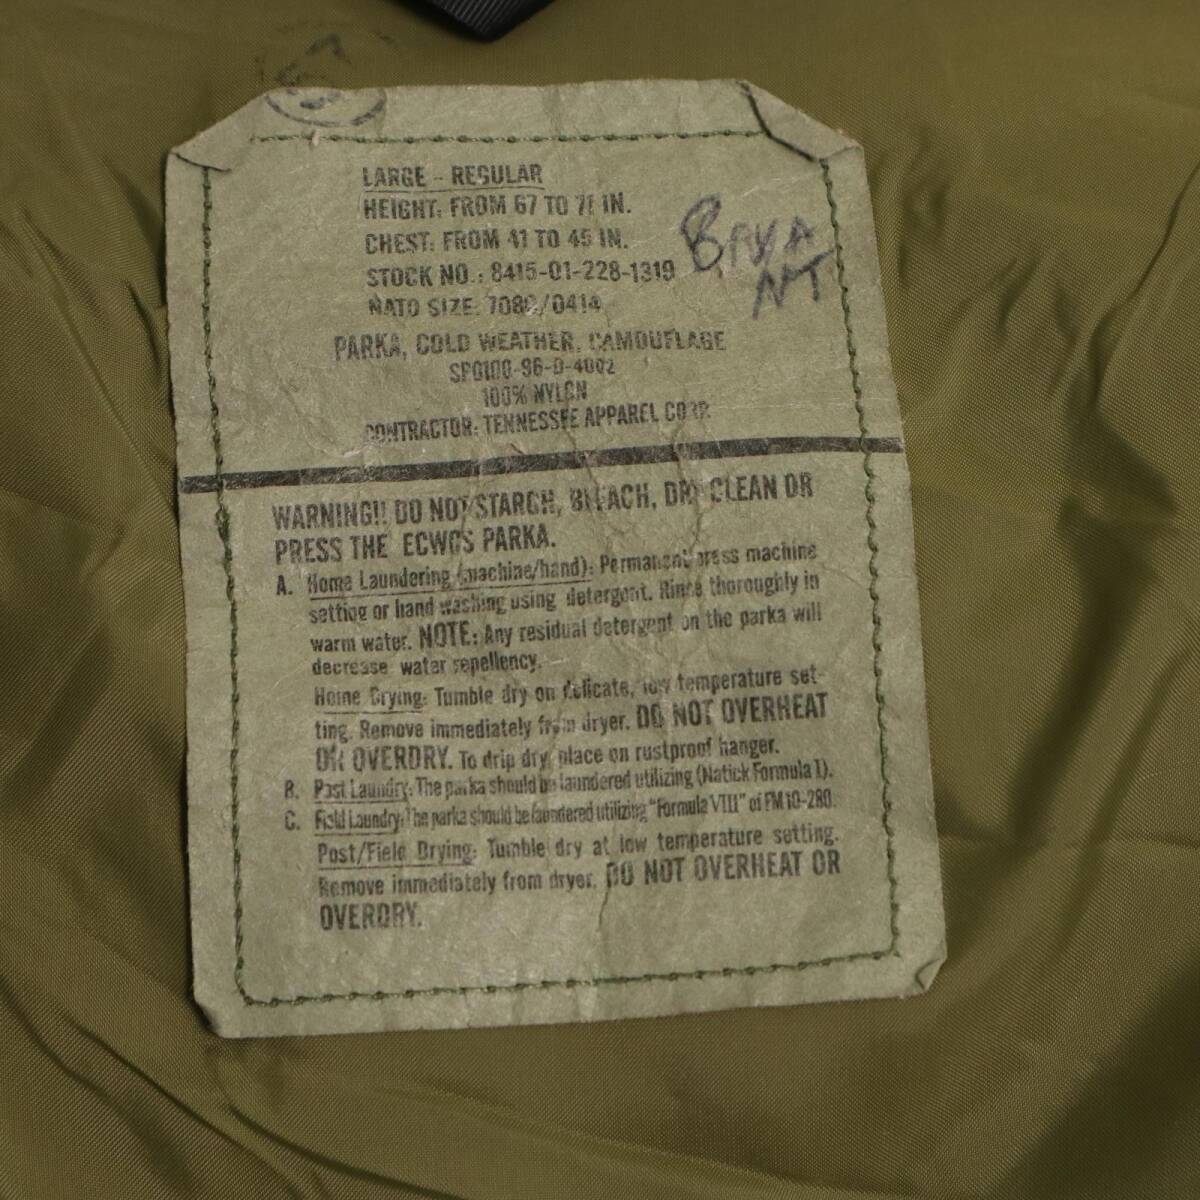 LARGE - REGULAR
HEIGHT: FROM 67 TO 71 IN.
CHEST: FROM 41 TO 45 IN.
STOCK NO.: 8415-01-228-1319
NATO SIZE: 7080/0414
BRYA
NT
PARKA, COLD WEATHER, CAMOUFLAGE
SPO100-96-D-4002
100% NYLON
CONTRACTOR: TENNESSEE APPAREL CORP.
WARNING!! DO NOT STARCH, BLEACH, DRY CLEAN OR
PRESS THE ECWCS PARKA.
A. Home Laundering (machine/hand): Permanent press machine
setting or hand washing using detergent. Rinse thoroughly in
warm water. NOTE: Any residual detergent on the parka will
decrease water repellency.
Home Drying: Tumble dry on delicate, low temperature set-
ting. Remove immediately from dryer. DO NOT OVERHEAT
OR OVERDRY. To drip dry, place on rustproof hanger.
B. Post Laundry: The parka should be laundered utilizing (Natick Formula 1).
C. Field Laundry: The parka should be laundered utilizing "Formula VIII" of FM 10-280.
Post/Field Drying: Tumble dry at low temperature setting.
Remove immediately from dryer. DO NOT OVERHEAT OR
OVERDRY.